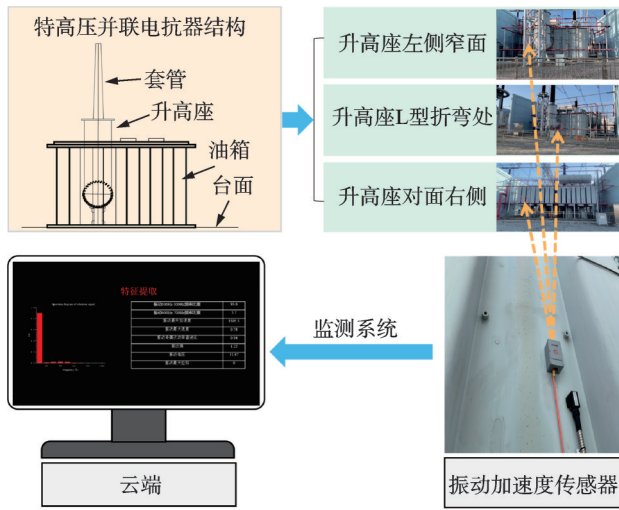 特高压并联电抗器结构
套管
升高座
油箱
台面
升高座左侧窄面
升高座L型折弯处
升高座对面右侧
特征提取
监测系统
云端
振动加速度传感器